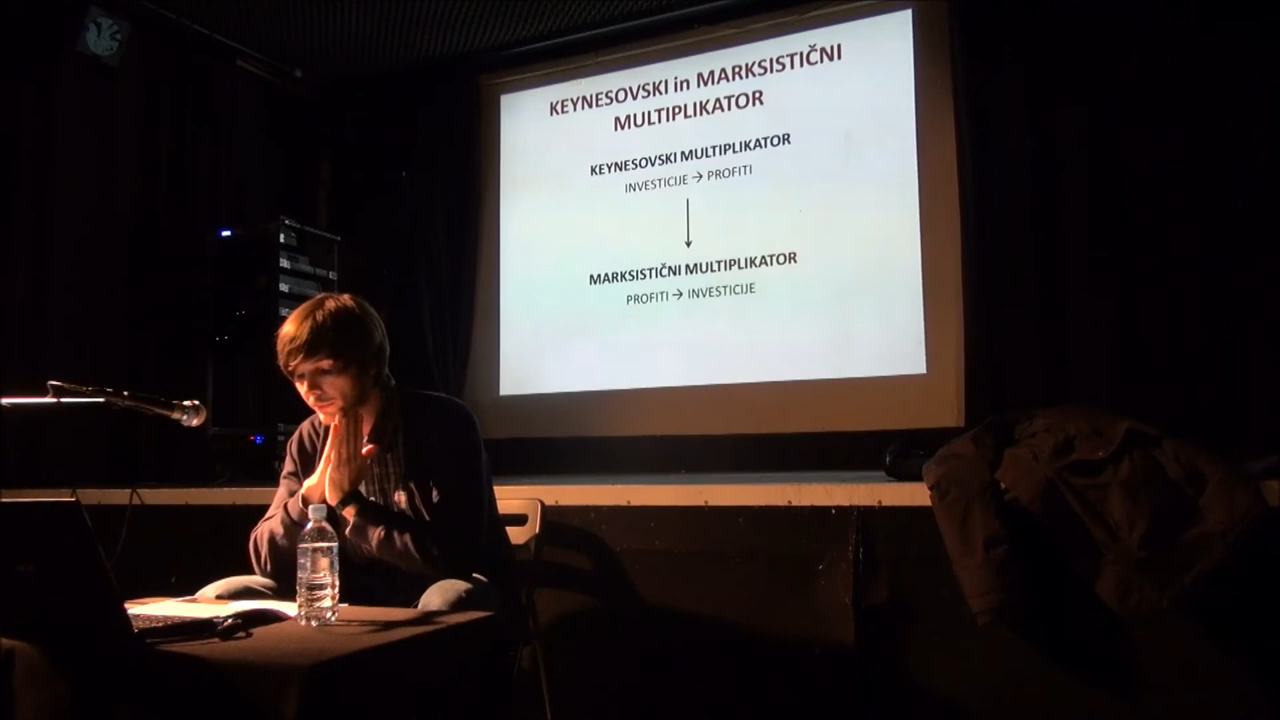 KEYNESOVSKI in MARKSISTIČNI
MULTIPLIKATOR
KEYNESOVSKI MULTIPLIKATOR
INVESTICIJE → PROFITI
MARKSISTIČNI MULTIPLIKATOR
PROFITI → INVESTICIJE